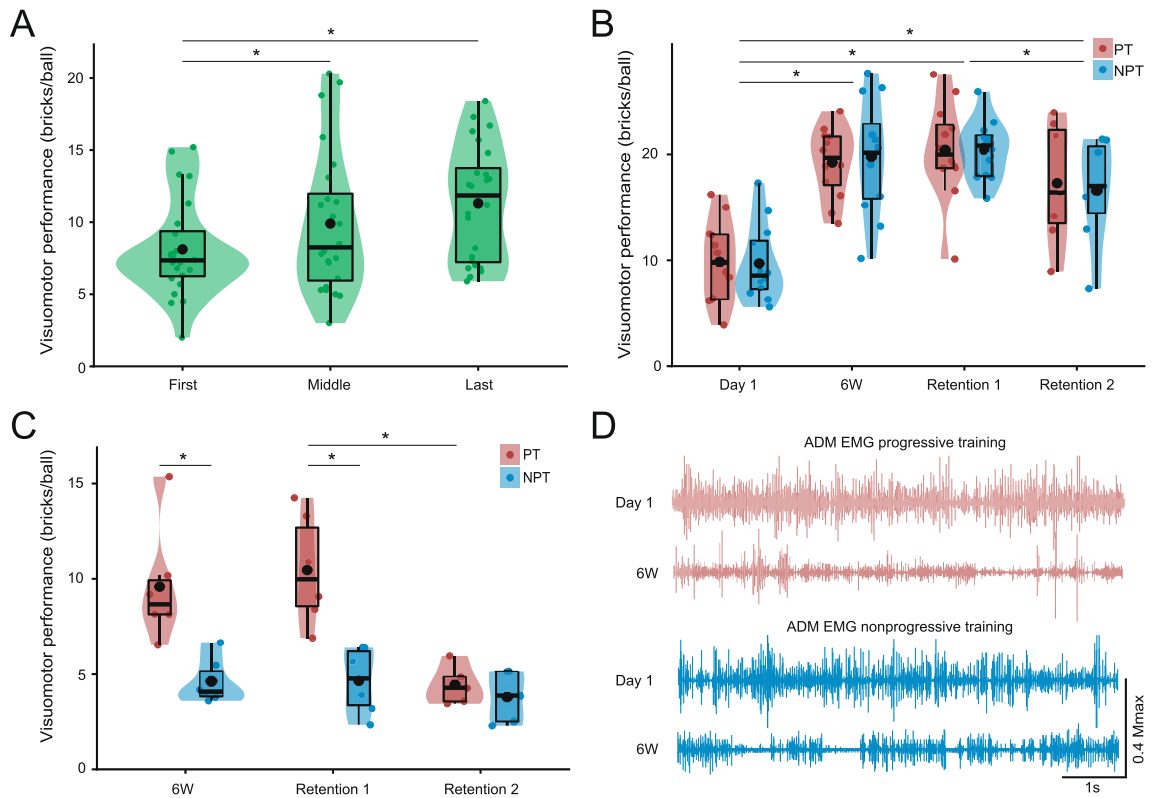 A
Visuomotor performance (bricks/ball)
20
15
10
5
0
*
*
First
Middle
Last
B
Visuomotor performance (bricks/ball)
20
10
0
*
*
*
*
PT
NPT
Day 1
6W
Retention 1
Retention 2
C
Visuomotor performance (bricks/ball)
15
10
5
0
*
*
*
PT
NPT
6W
Retention 1
Retention 2
D
ADM EMG progressive training
Day 1
6W
ADM EMG nonprogressive training
Day 1
6W
0.4 Mmax
1s